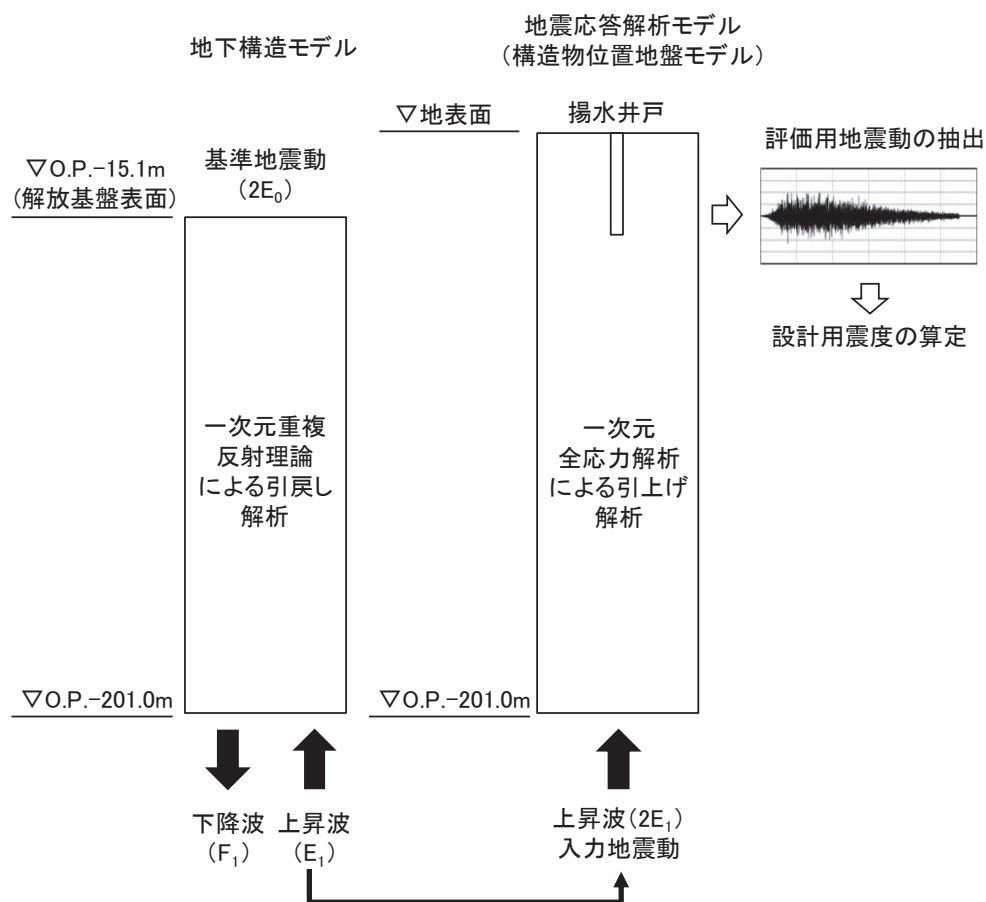 地下構造モデル
地震応答解析モデル
(構造物位置地盤モデル)
▽O.P.-15.1m
(解放基盤表面)
基準地震動
(2E₀)
▽地表面
揚水井戸
評価用地震動の抽出
設計用震度の算定
一次元重複
反射理論
による引戻し
解析
一次元
全応力解析
による引上げ
解析
▽O.P.-201.0m
▽O.P.-201.0m
下降波
(F₁)
上昇波
(E₁)
上昇波(2E₁)
入力地震動